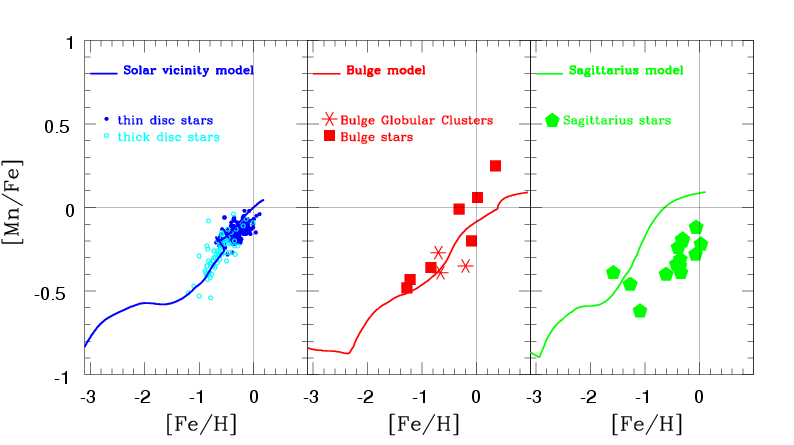 1
0.5
0
-0.5
-1
[Mn/Fe]
Solar vicinity model
thin disc stars
thick disc stars
-3 -2 -1 0
[Fe/H]
Bulge model
Bulge Globular Clusters
Bulge stars
-3 -2 -1 0
[Fe/H]
Sagittarius model
Sagittarius stars
-3 -2 -1 0
[Fe/H]